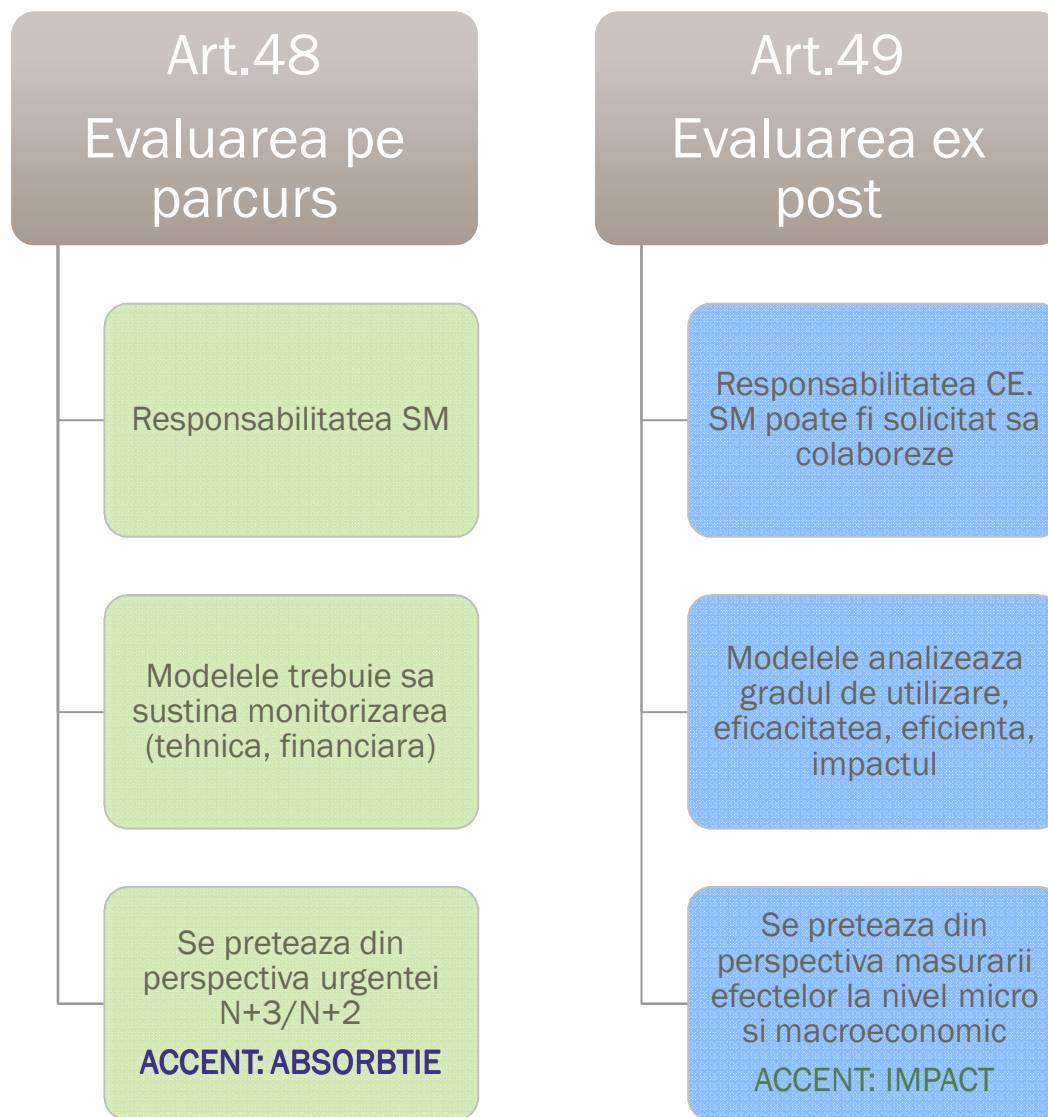 Art.48
Evaluarea pe
parcurs
Responsabilitatea SM
Modelele trebuie sa
sustina monitorizarea
(tehnica, financiara)
Se preteaza din
perspectiva urgentei
N+3/N+2
ACCENT: ABSORBTIE
Art.49
Evaluarea ex
post
Responsabilitatea CE.
SM poate fi solicitat sa
colaboreze
Modelele analizeaza
gradul de utilizare,
eficacitatea, eficienta,
impactul
Se preteaza din
perspectiva masurarii
efectelor la nivel micro
si macroeconomic
ACCENT: IMPACT